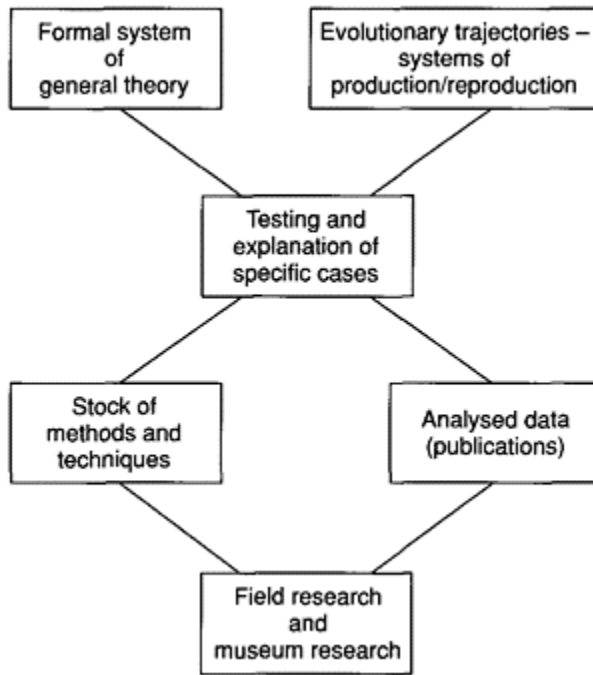 Formal system
of
general theory
Evolutionary trajectories –
systems of
production/reproduction
Testing and
explanation of
specific cases
Stock of
methods and
techniques
Analysed data
(publications)
Field research
and
museum research